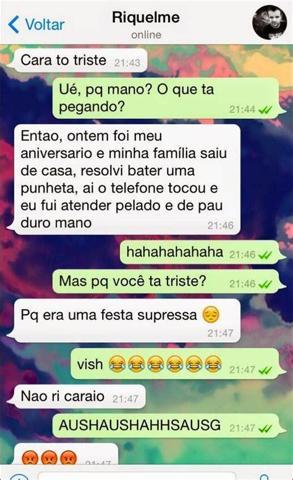 Voltar
Riquelme
online
Cara to triste 21:43
Ué, pq mano? O que ta
pegando? 21:44
Entao, ontem foi meu
aniversario e minha família saiu
de casa, resolvi bater uma
punheta, ai o telefone tocou e
eu fui atender pelado e de pau
duro mano 21:46
hahahahahaha 21:46
Mas pq você ta triste? 21:46
Pq era uma festa supressa 😔
21:47
vish 😂😂😂😂😂😂 21:47
Nao ri caraio 21:47
AUSHAUSHAHHSAUSG 21:47
😡😡😡 21:47